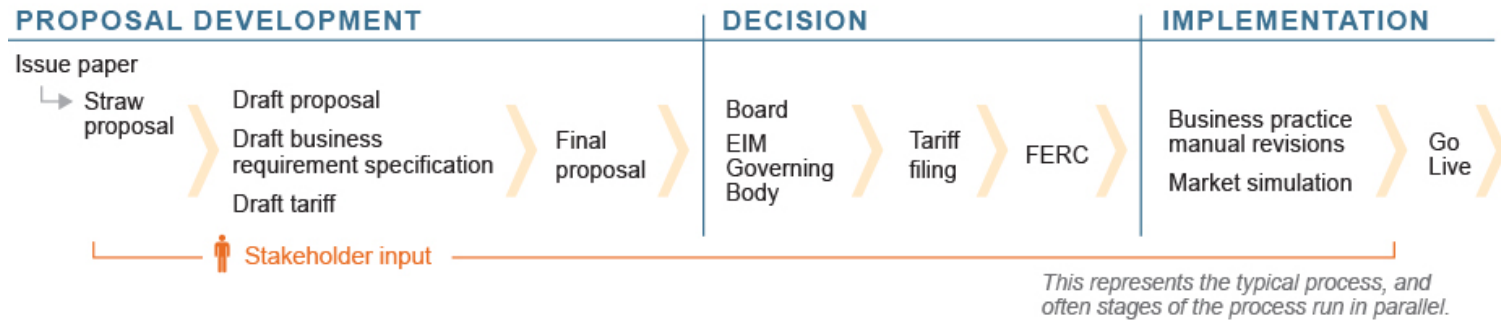 PROPOSAL DEVELOPMENT
Issue paper
Straw
proposal
Draft proposal
Draft business
requirement specification
Draft tariff
Final
proposal
DECISION
Board
EIM
Governing
Body
Tariff
filing
FERC
IMPLEMENTATION
Business practice
manual revisions
Market simulation
Go
Live
Stakeholder input
This represents the typical process, and
often stages of the process run in parallel.